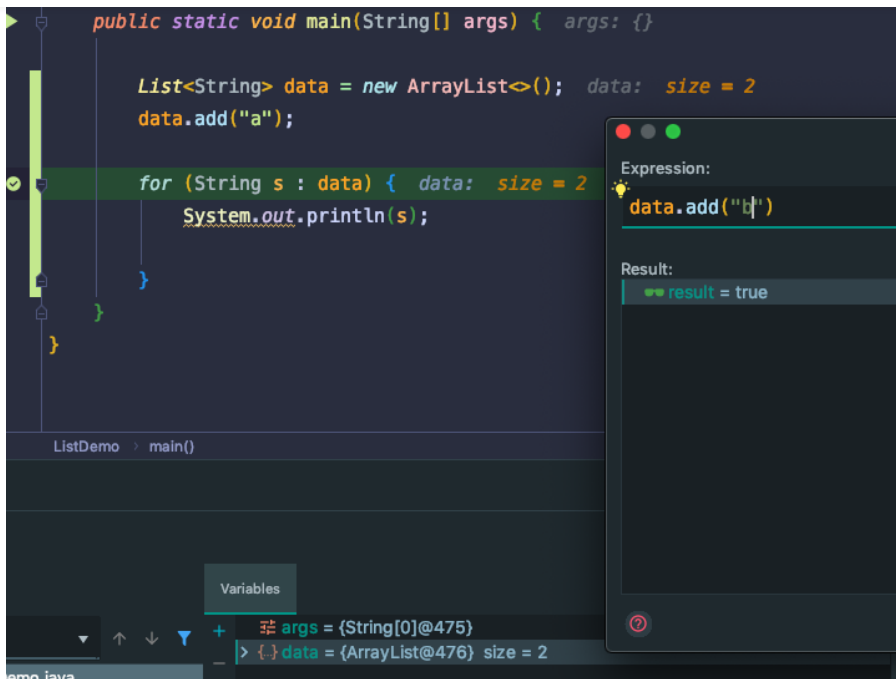 public static void main(String[] args) { args: {}
List<String> data = new ArrayList<>(); data: size = 2
data.add("a");
for (String s : data) { data: size = 2
System.out.println(s);
}
}
}
Expression:
data.add("b")
Result:
result = true
ListDemo > main()
Variables
args = {String[0]@475}
data = {ArrayList@476} size = 2
emo.java